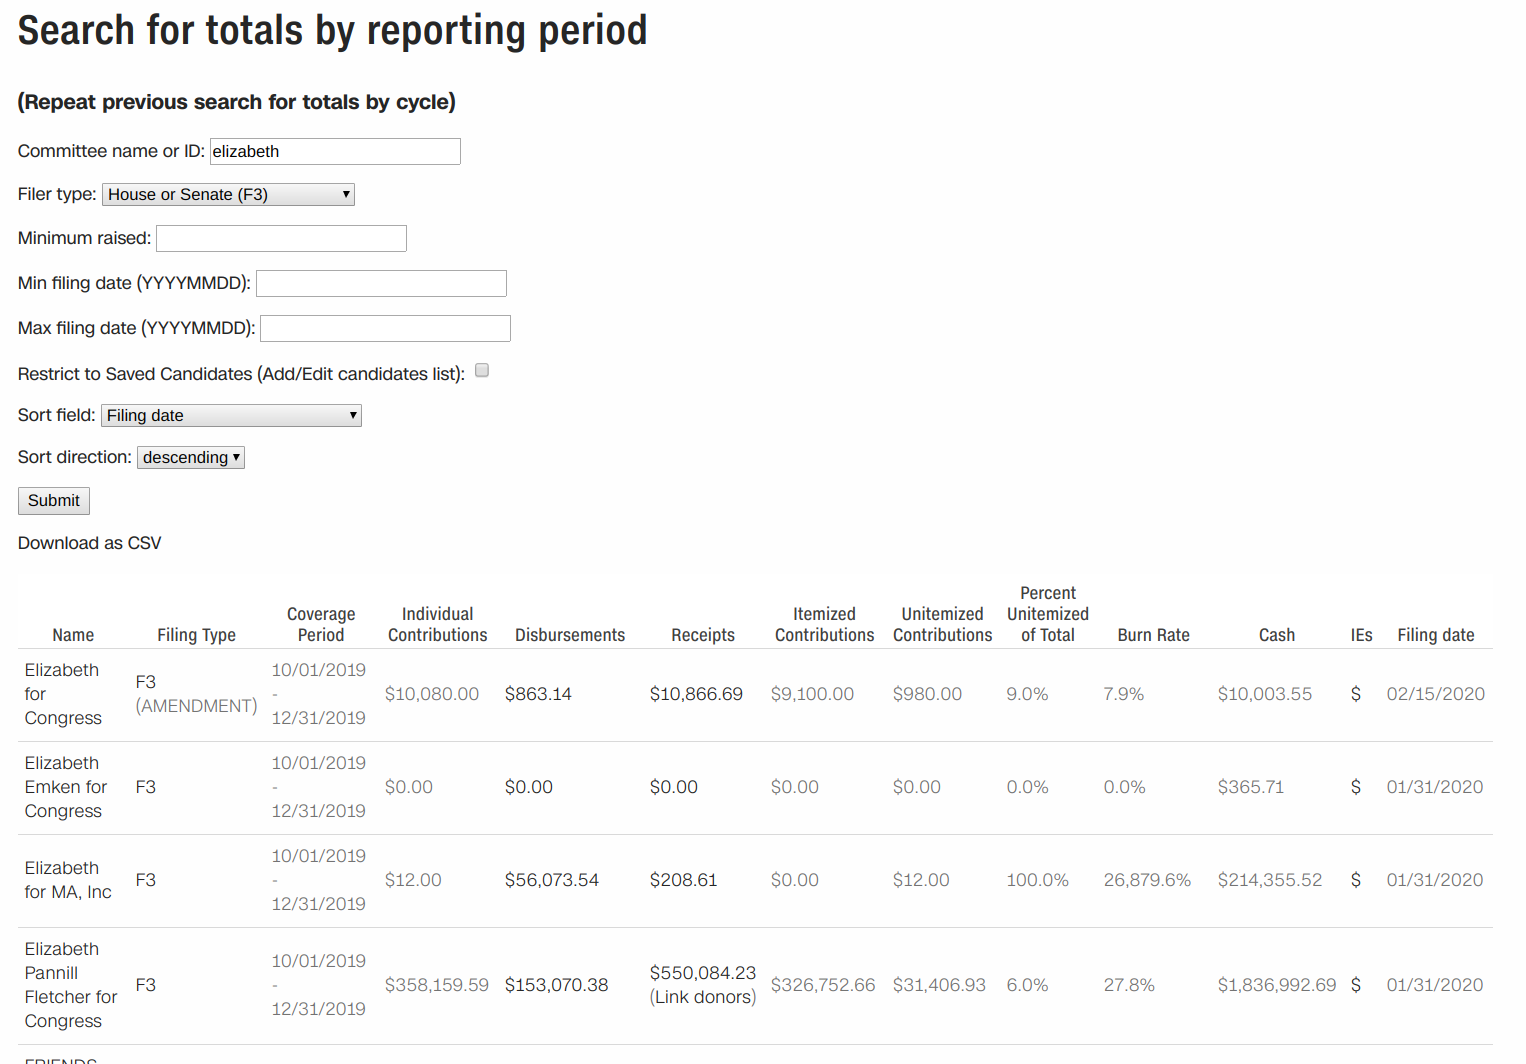 Search for totals by reporting period
(Repeat previous search for totals by cycle)
Committee name or ID: elizabeth
Filer type: House or Senate (F3)
Minimum raised:
Min filing date (YYYYMMDD):
Max filing date (YYYYMMDD):
Restrict to Saved Candidates (Add/Edit candidates list):
Sort field: Filing date
Sort direction: descending
Submit
Download as CSV
Name Filing Type Coverage Period Individual Contributions Disbursements Receipts Itemized Contributions Unitemized Contributions Percent Unitemized of Total Burn Rate Cash IEs Filing date
Elizabeth for Congress F3 (AMENDMENT) 10/01/2019 - 12/31/2019 $10,080.00 $863.14 $10,866.69 $9,100.00 $980.00 9.0% 7.9% $10,003.55 $ 02/15/2020
Elizabeth Emken for Congress F3 10/01/2019 - 12/31/2019 $0.00 $0.00 $0.00 $0.00 $0.00 0.0% 0.0% $365.71 $ 01/31/2020
Elizabeth for MA, Inc F3 10/01/2019 - 12/31/2019 $12.00 $56,073.54 $208.61 $0.00 $12.00 100.0% 26,879.6% $214,355.52 $ 01/31/2020
Elizabeth Pannill Fletcher for Congress F3 10/01/2019 - 12/31/2019 $358,159.59 $153,070.38 $550,084.23 (Link donors) $326,752.66 $31,406.93 6.0% 27.8% $1,836,992.69 $ 01/31/2020
FRIENDS